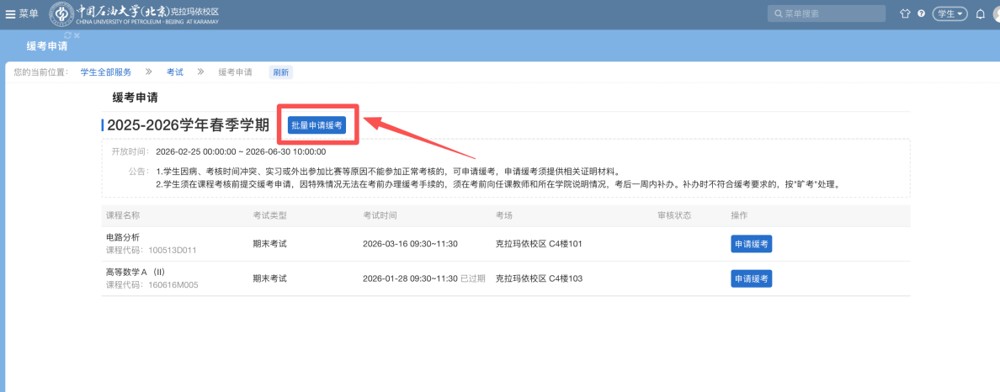 菜单
中国石油大学(北京)克拉玛依校区
CHINA UNIVERSITY OF PETROLEUM - BEIJING AT KARAMAY
菜单搜索
学生
缓考申请
您的当前位置： 学生全部服务 考试 缓考申请 刷新
缓考申请
2025-2026学年春季学期 批量申请缓考
开放时间： 2026-02-25 00:00:00 ~ 2026-06-30 10:00:00
公告： 1.学生因病、考核时间冲突、实习或外出参加比赛等原因不能参加正常考核的，可申请缓考，申请缓考须提供相关证明材料。
2.学生须在课程考核前提交缓考申请，因特殊情况无法在考前办理缓考手续的，须在考前向任课教师和所在学院说明情况，考后一周内补办。补办时不符合缓考要求的，按"旷考"处理。
课程名称 考试类型 考试时间 考场 审核状态 操作
电路分析
课程代码：100513D011
期末考试 2026-03-16 09:30~11:30 克拉玛依校区 C4楼101 申请缓考
高等数学A（II）
课程代码：160616M005
期末考试 2026-01-28 09:30~11:30 已过期 克拉玛依校区 C4楼103 申请缓考